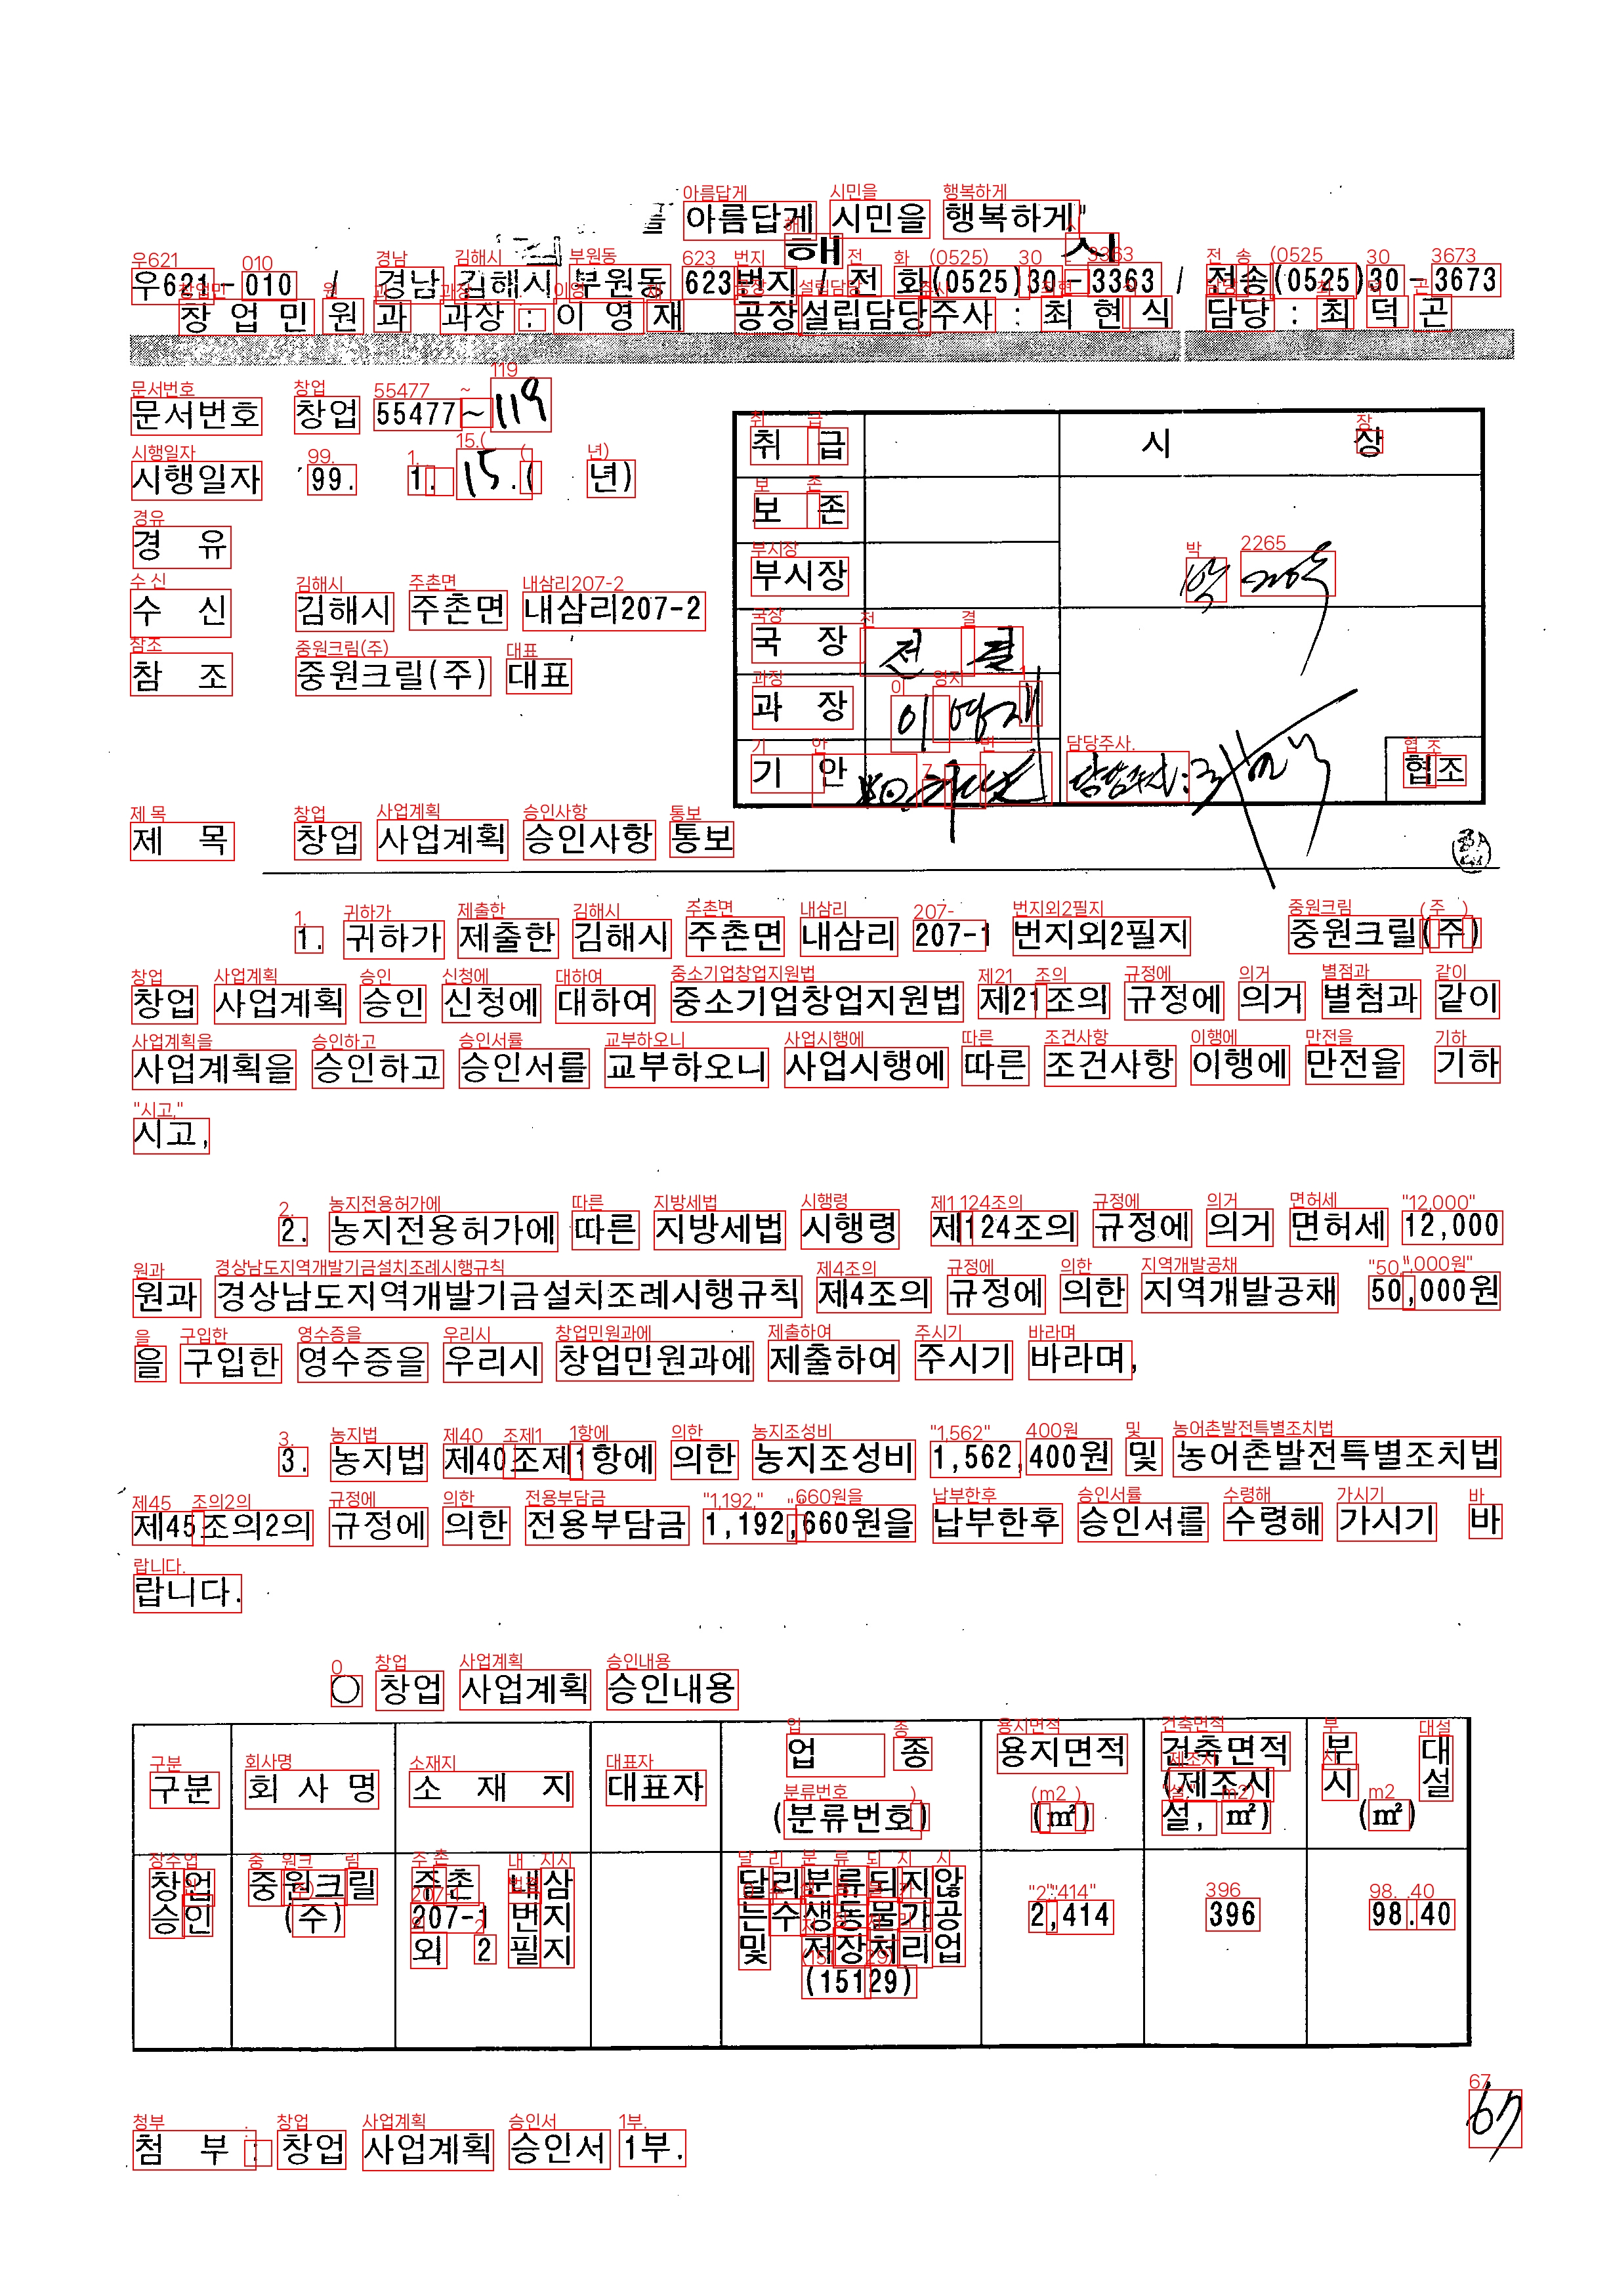 를 아름답게 시민을 행복하게"
해 시
우621-010 / 경남 김해시 부원동 623번지 / 전 화(0525)30-3363 / 전송(0525)30-3673
창업민원과 과장 : 이영재 공장설립담당주사 : 최현식 담당 : 최덕곤
문서번호 창업 55477~119
시행일자 '99. 1. 15.( 년)
경 유
수 신 김해시 주촌면 내삼리207-2
참 조 중원크릴(주) 대표
취 급 시 장
보 존
부시장
국 장 전 결
과 장 이영재
기 안 담당주사: 협조
제 목 창업 사업계획 승인사항 통보
1. 귀하가 제출한 김해시 주촌면 내삼리 207-1 번지외2필지 중원크릴(주)
창업 사업계획 승인 신청에 대하여 중소기업창업지원법 제21조의 규정에 의거 별첨과 같이
사업계획을 승인하고 승인서를 교부하오니 사업시행에 따른 조건사항 이행에 만전을 기하
시고,
2. 농지전용허가에 따른 지방세법 시행령 제124조의 규정에 의거 면허세 12,000
원과 경상남도지역개발기금설치조례시행규칙 제4조의 규정에 의한 지역개발공채 50,000원
을 구입한 영수증을 우리시 창업민원과에 제출하여 주시기 바라며,
3. 농지법 제40조제1항에 의한 농지조성비 1,562,400원 및 농어촌발전특별조치법
제45조의2의 규정에 의한 전용부담금 1,192,660원을 납부한후 승인서를 수령해 가시기 바
랍니다.
○ 창업 사업계획 승인내용
구분 회사명 소재지 대표자 업 종 (분류번호) 용지면적 (㎡) 건축면적 (제조시설, ㎡) 부대시설 (㎡)
창업승인 중원크릴(주) 주촌 내삼 207-1 번지 외 2 필지 달리분류되지않는수생동물가공및 저장처리업 (15129) 2,414 396 98.40
첨 부 : 창업 사업계획 승인서 1부.
67